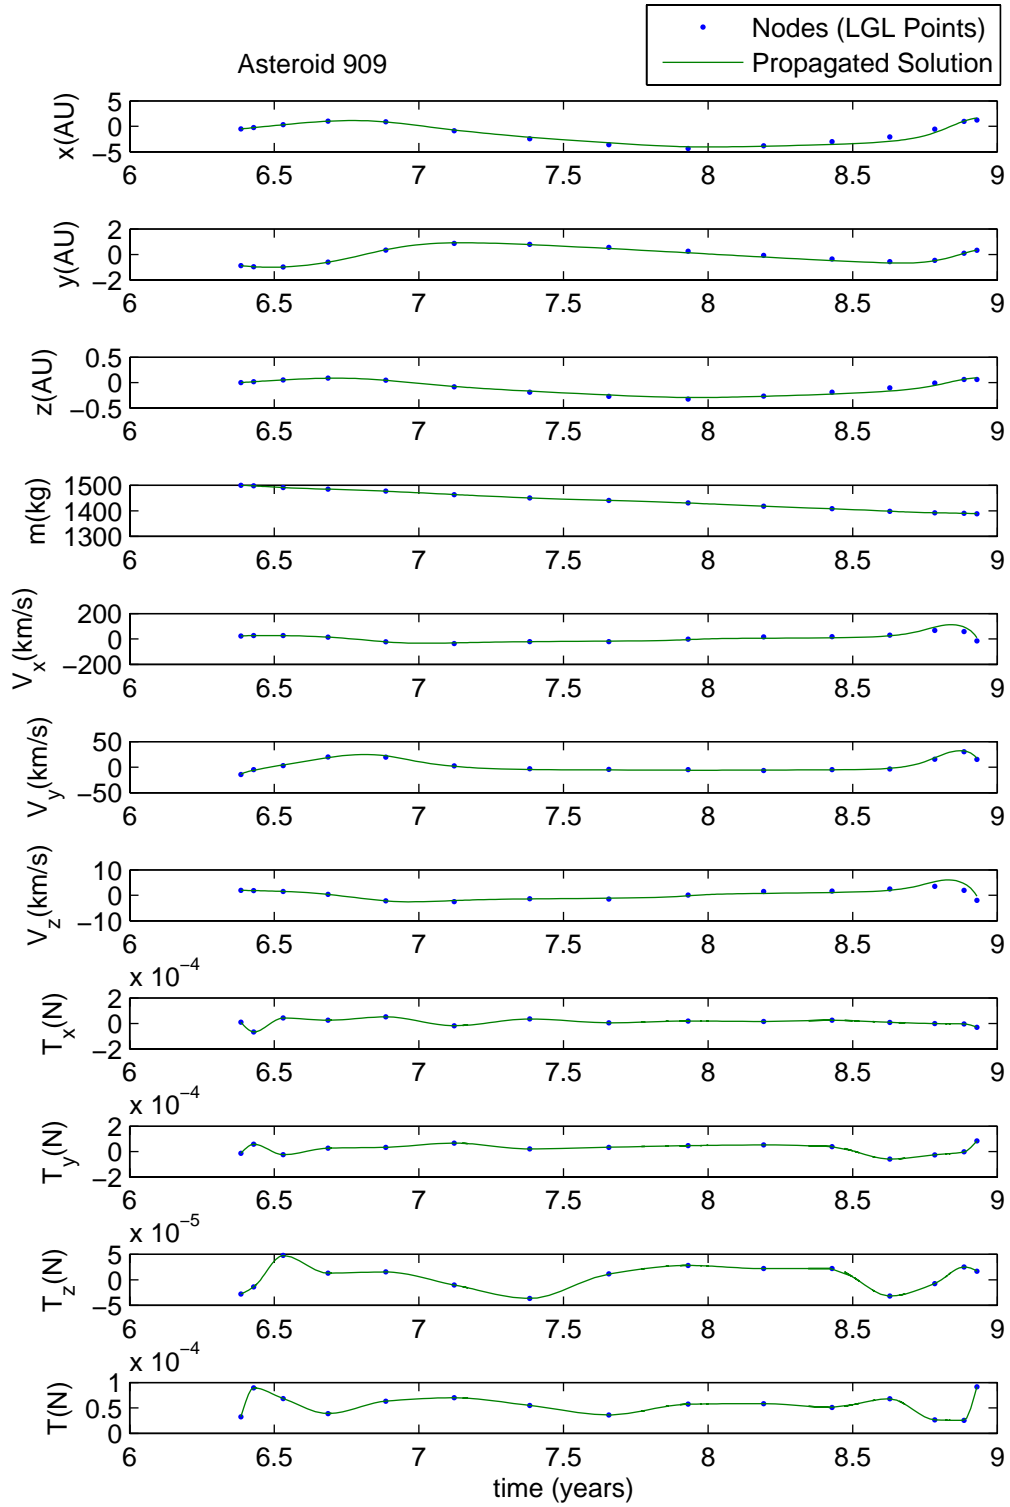 Nodes (LGL Points)
Propagated Solution
Asteroid 909
x(AU)
5
0
−5
6 6.5 7 7.5 8 8.5 9
y(AU)
2
0
−2
6 6.5 7 7.5 8 8.5 9
z(AU)
0.5
0
−0.5
6 6.5 7 7.5 8 8.5 9
m(kg)
1500
1400
1300
6 6.5 7 7.5 8 8.5 9
V_x(km/s)
200
0
−200
6 6.5 7 7.5 8 8.5 9
V_y(km/s)
50
0
−50
6 6.5 7 7.5 8 8.5 9
V_z(km/s)
10
0
−10
6 6.5 7 7.5 8 8.5 9
x 10^−4
T_x(N)
2
0
−2
6 6.5 7 7.5 8 8.5 9
x 10^−4
T_y(N)
2
0
−2
6 6.5 7 7.5 8 8.5 9
x 10^−5
T_z(N)
5
0
−5
6 6.5 7 7.5 8 8.5 9
x 10^−4
T(N)
1
0.5
0
6 6.5 7 7.5 8 8.5 9
time (years)